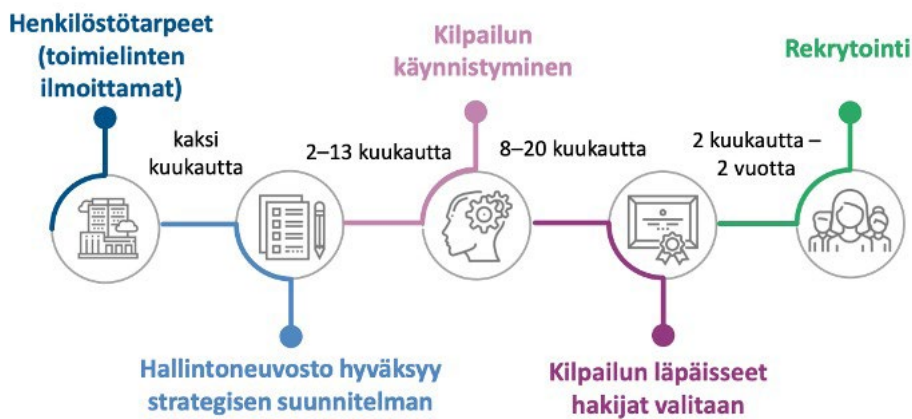 Henkilöstötarpeet
(toimielinten
ilmoittamat)
Kilpailun
käynnistyminen
Rekrytointi
kaksi
kuukautta
2–13 kuukautta
8–20 kuukautta
2 kuukautta –
2 vuotta
Hallintoneuvosto hyväksyy
strategisen suunnitelman
Kilpailun läpäisseet
hakijat valitaan